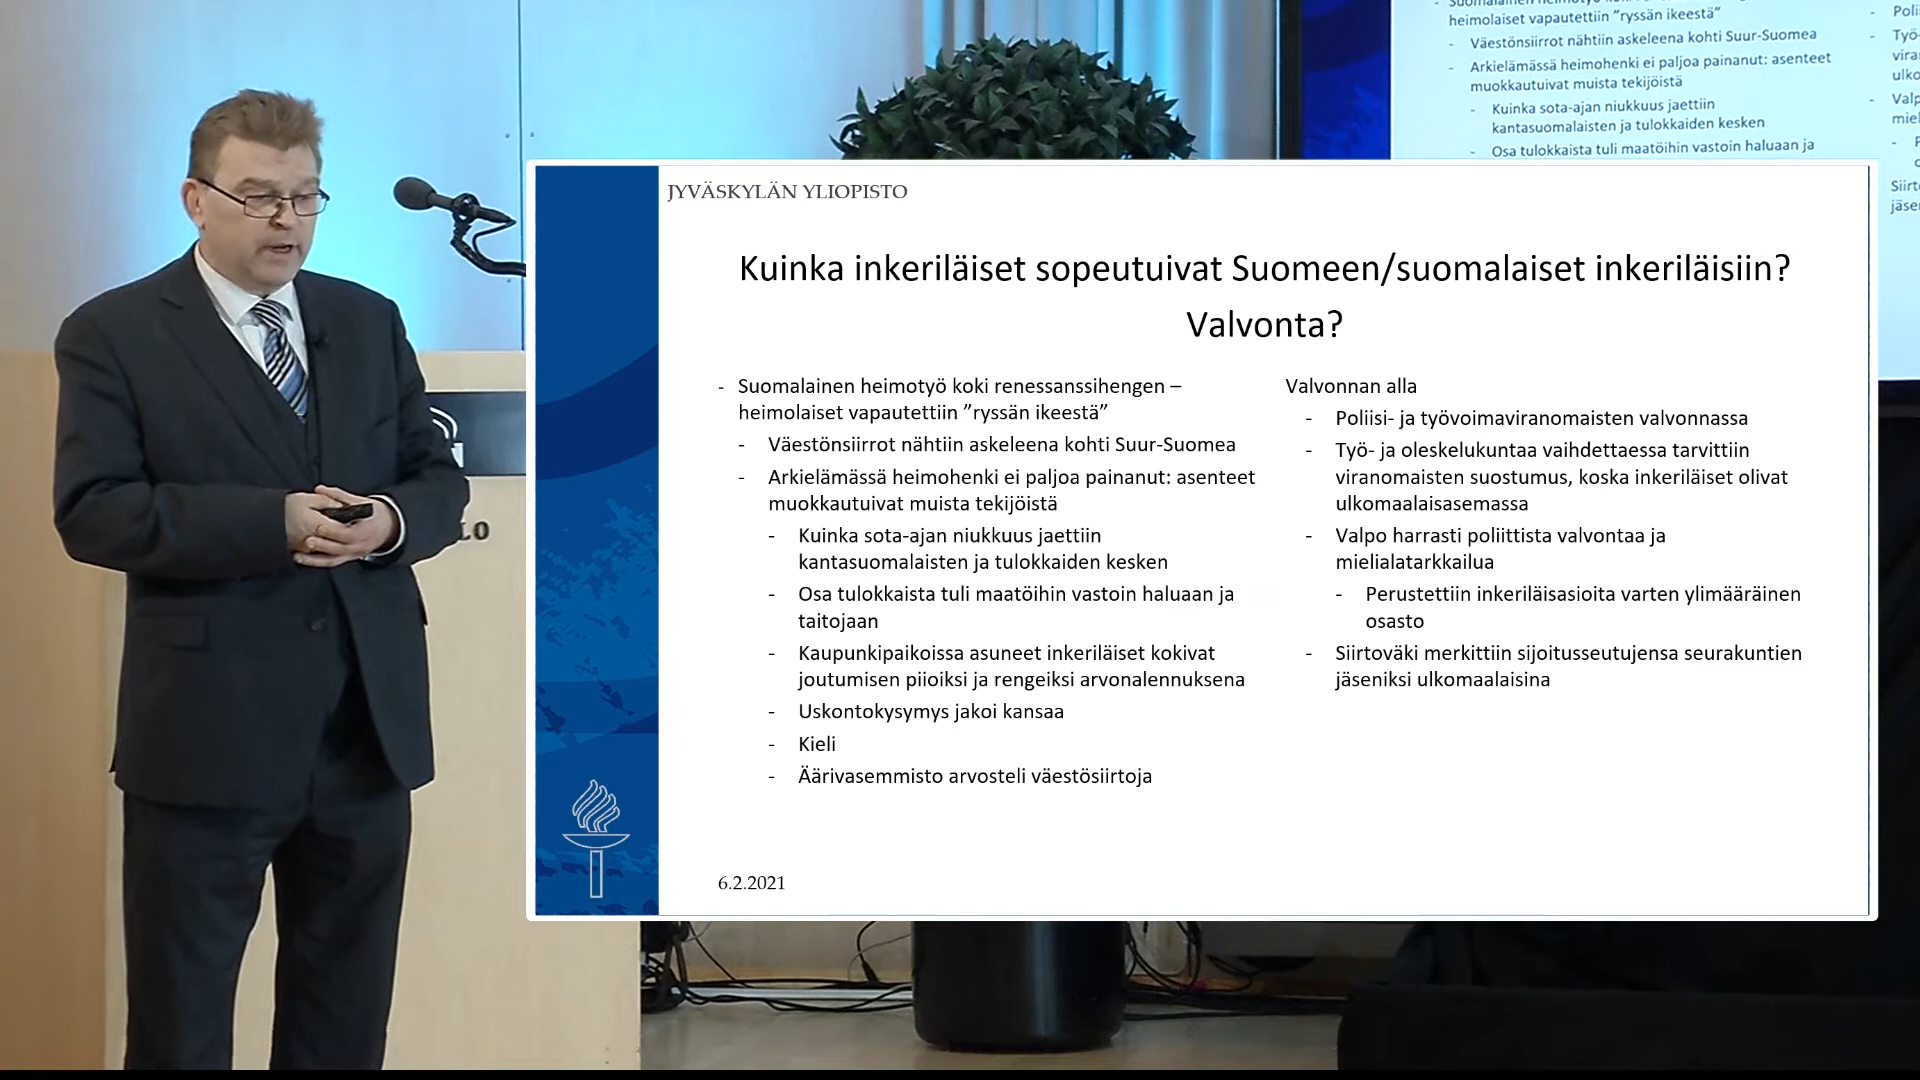 Suomalainen heimotyö
heimolaiset vapautettiin ”ryssän ikeestä”
- Väestönsiirrot nähtiin askeleena kohti Suur-Suomea
- Arkielämässä heimohenki ei paljoa painanut: asenteet
muokkautuivat muista tekijöistä
- Kuinka sota-ajan niukkuus jaettiin
kantasuomalaisten ja tulokkaiden kesken
- Osa tulokkaista tuli maatöihin vastoin haluaan ja
JYVÄSKYLÄN YLIOPISTO
Kuinka inkeriläiset sopeutuivat Suomeen/suomalaiset inkeriläisiin?
Valvonta?
- Suomalainen heimotyö koki renessanssihengen –
heimolaiset vapautettiin ”ryssän ikeestä”
- Väestönsiirrot nähtiin askeleena kohti Suur-Suomea
- Arkielämässä heimohenki ei paljoa painanut: asenteet
muokkautuivat muista tekijöistä
- Kuinka sota-ajan niukkuus jaettiin
kantasuomalaisten ja tulokkaiden kesken
- Osa tulokkaista tuli maatöihin vastoin haluaan ja
taitojaan
- Kaupunkipaikoissa asuneet inkeriläiset kokivat
joutumisen piioiksi ja rengeiksi arvonalennuksena
- Uskontokysymys jakoi kansaa
- Kieli
- Äärivasemmisto arvosteli väestösiirtoja
Valvonnan alla
- Poliisi- ja työvoimaviranomaisten valvonnassa
- Työ- ja oleskelukuntaa vaihdettaessa tarvittiin
viranomaisten suostumus, koska inkeriläiset olivat
ulkomaalaisasemassa
- Valpo harrasti poliittista valvontaa ja
mielialatarkkailua
- Perustettiin inkeriläisasioita varten ylimääräinen
osasto
- Siirtoväki merkittiin sijoitusseutujensa seurakuntien
jäseniksi ulkomaalaisina
6.2.2021